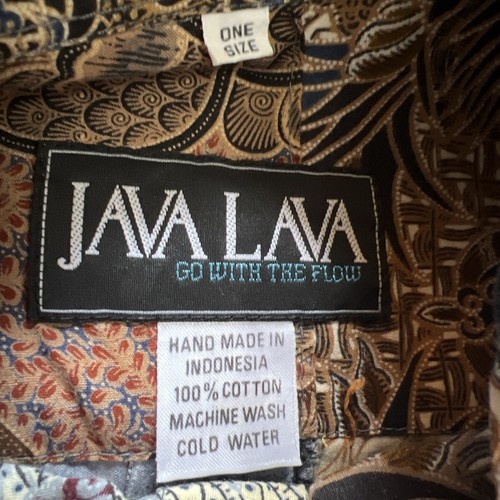 ONE
SIZE
JAVA LAVA
GO WITH THE FLOW
HAND MADE IN
INDONESIA
100% COTTON
MACHINE WASH
COLD WATER